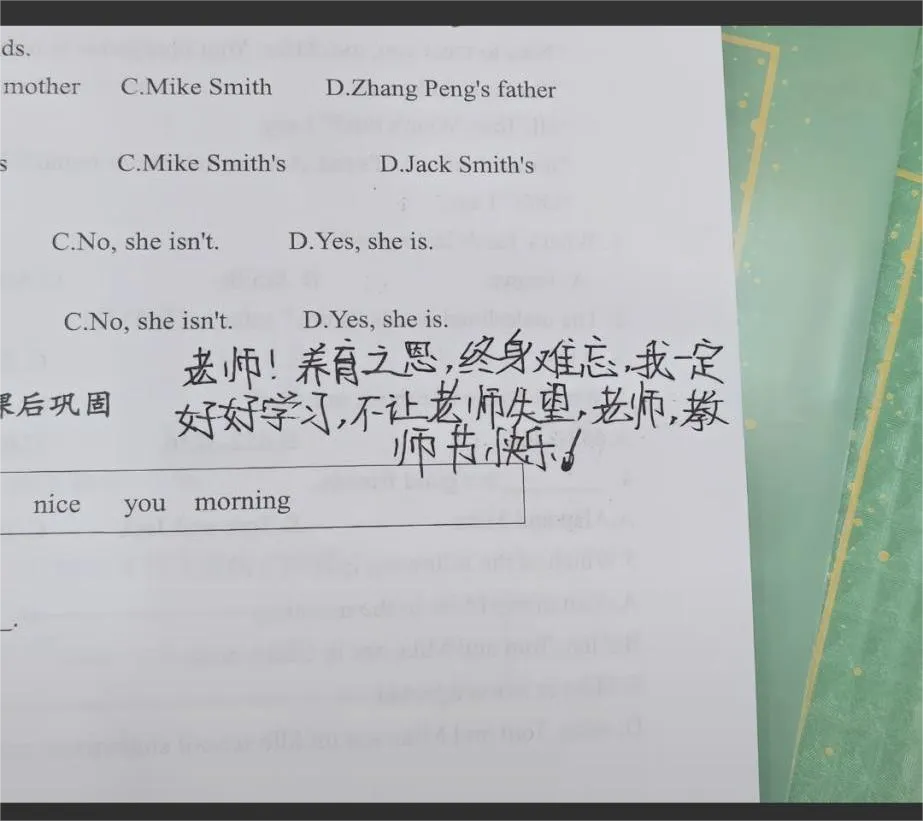 ds.
mother C.Mike Smith D.Zhang Peng's father
s C.Mike Smith's D.Jack Smith's
C.No, she isn't. D.Yes, she is.
C.No, she isn't. D.Yes, she is.
老师！养育之恩，终身难忘，我一定
好好学习，不让老师失望，老师，教
师节快乐。
课后巩固
nice you morning